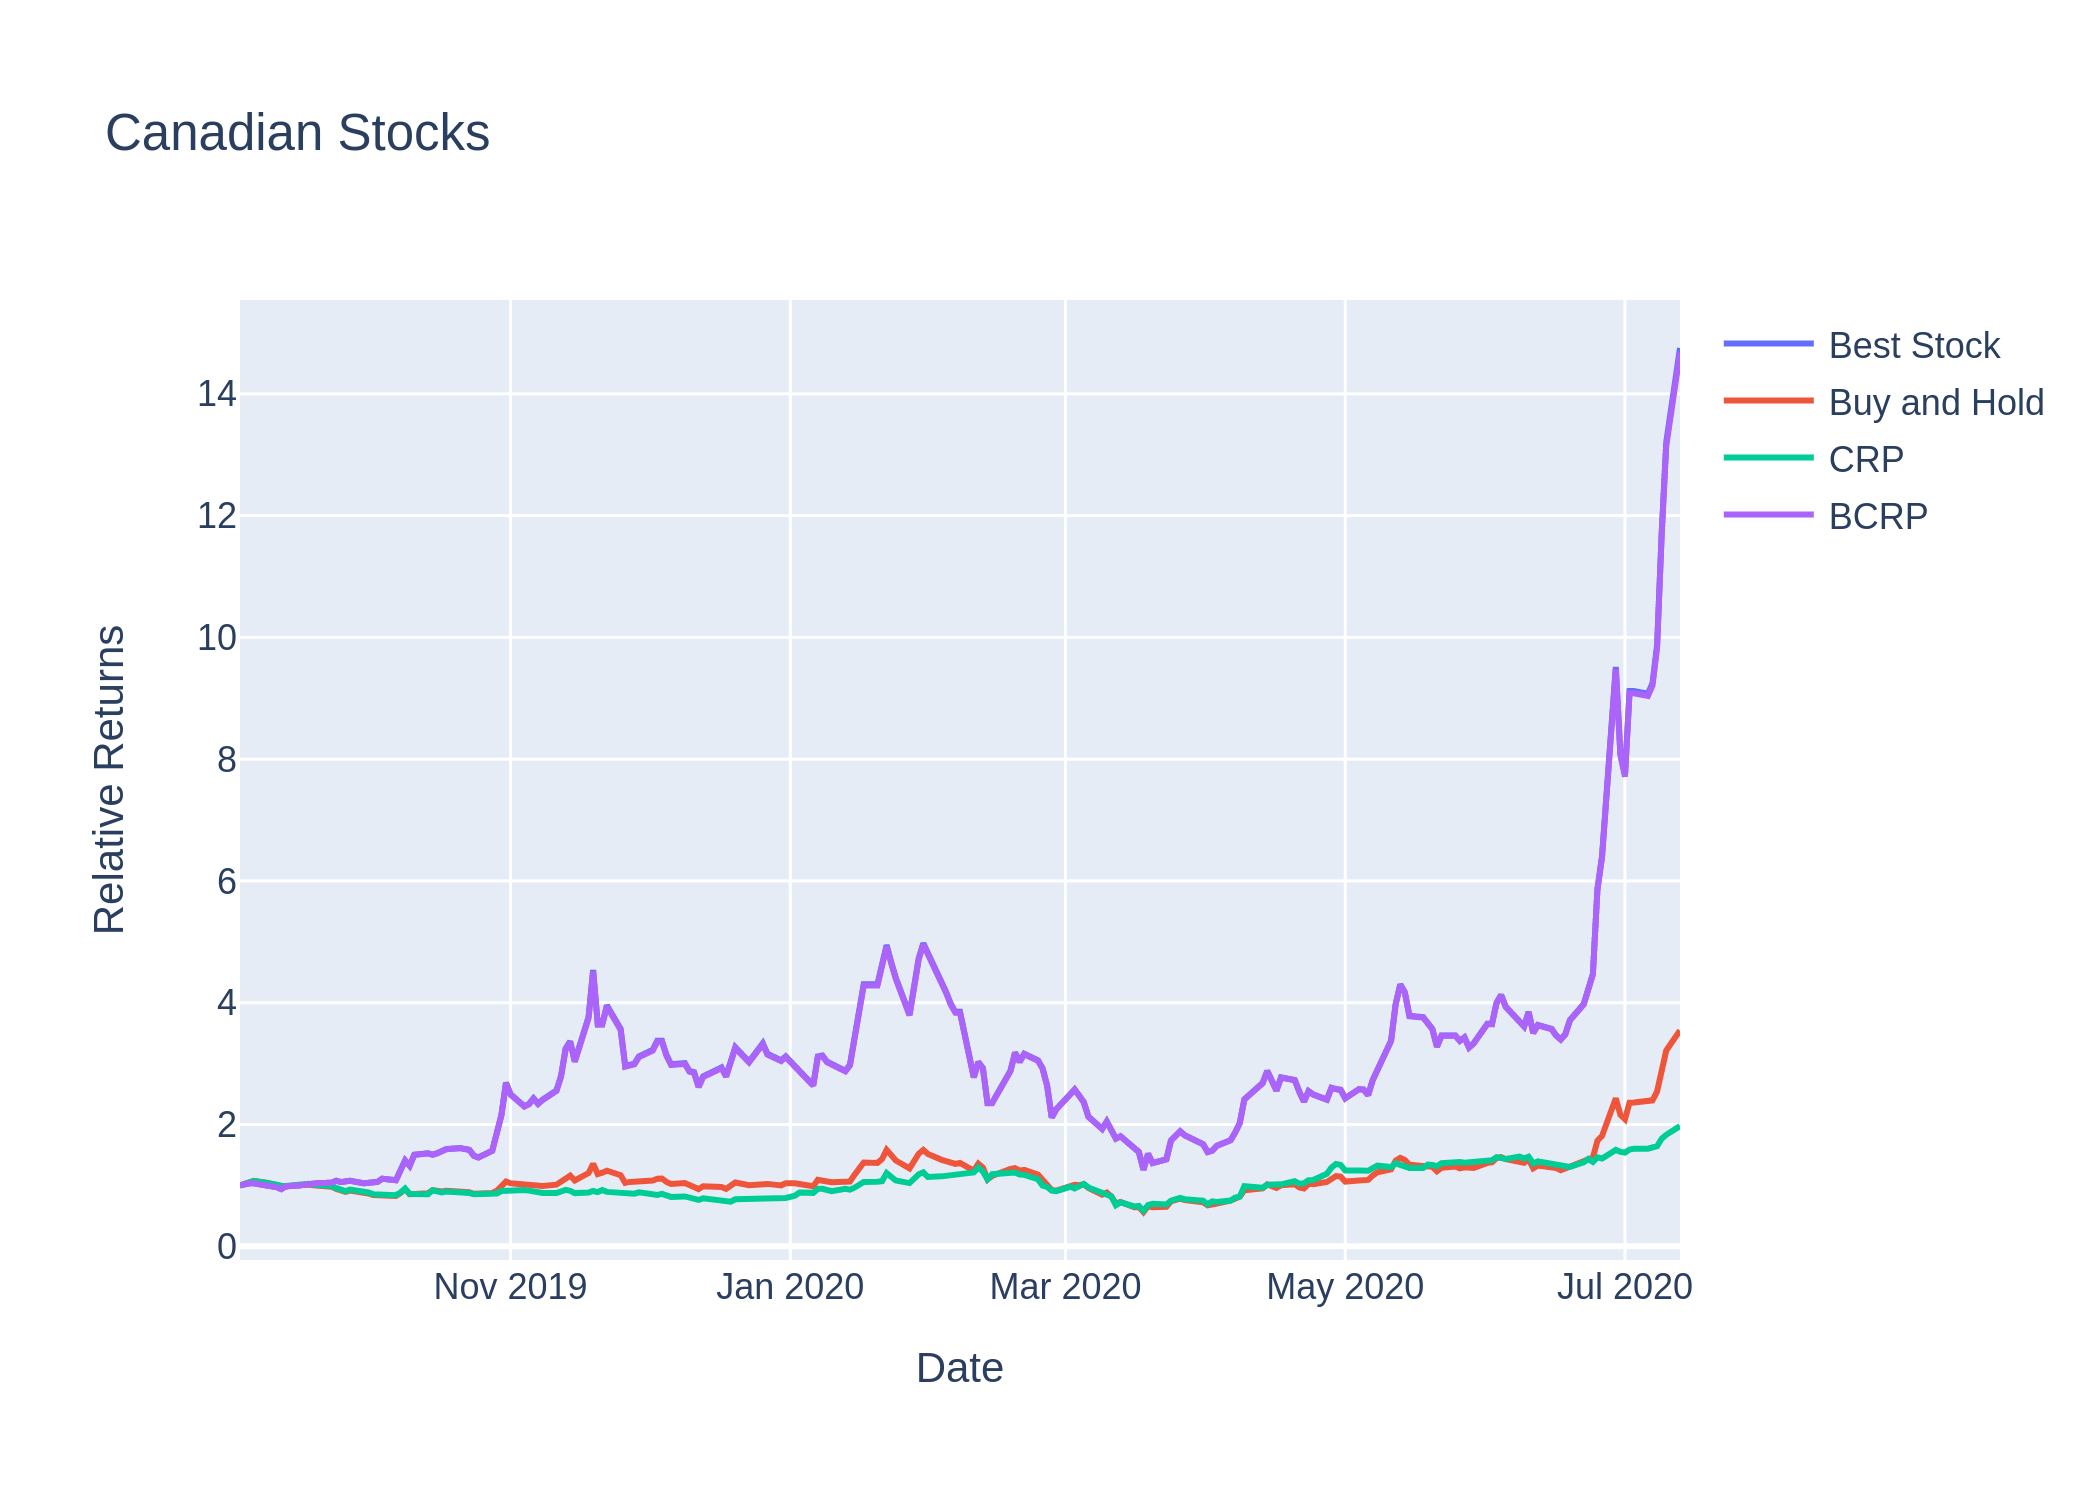 Canadian Stocks
Best Stock
Buy and Hold
CRP
BCRP
Relative Returns
14
12
10
8
6
4
2
0
Nov 2019
Jan 2020
Mar 2020
May 2020
Jul 2020
Date